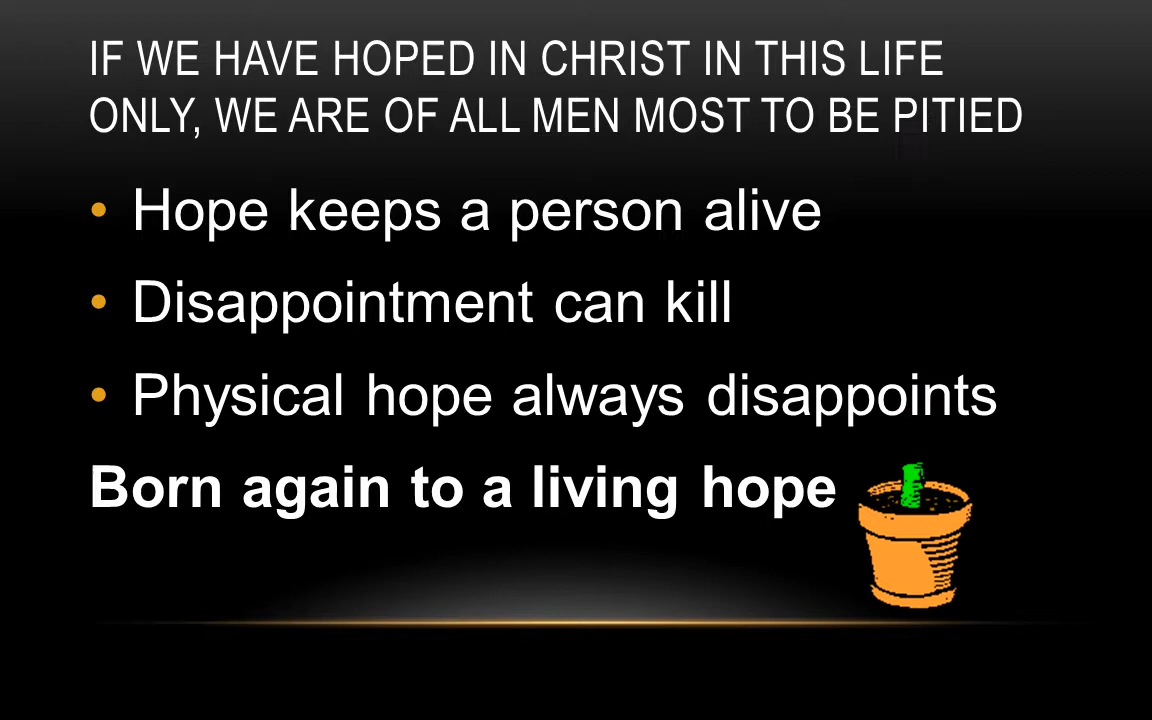 IF WE HAVE HOPED IN CHRIST IN THIS LIFE
ONLY, WE ARE OF ALL MEN MOST TO BE PITIED
• Hope keeps a person alive
• Disappointment can kill
• Physical hope always disappoints
Born again to a living hope